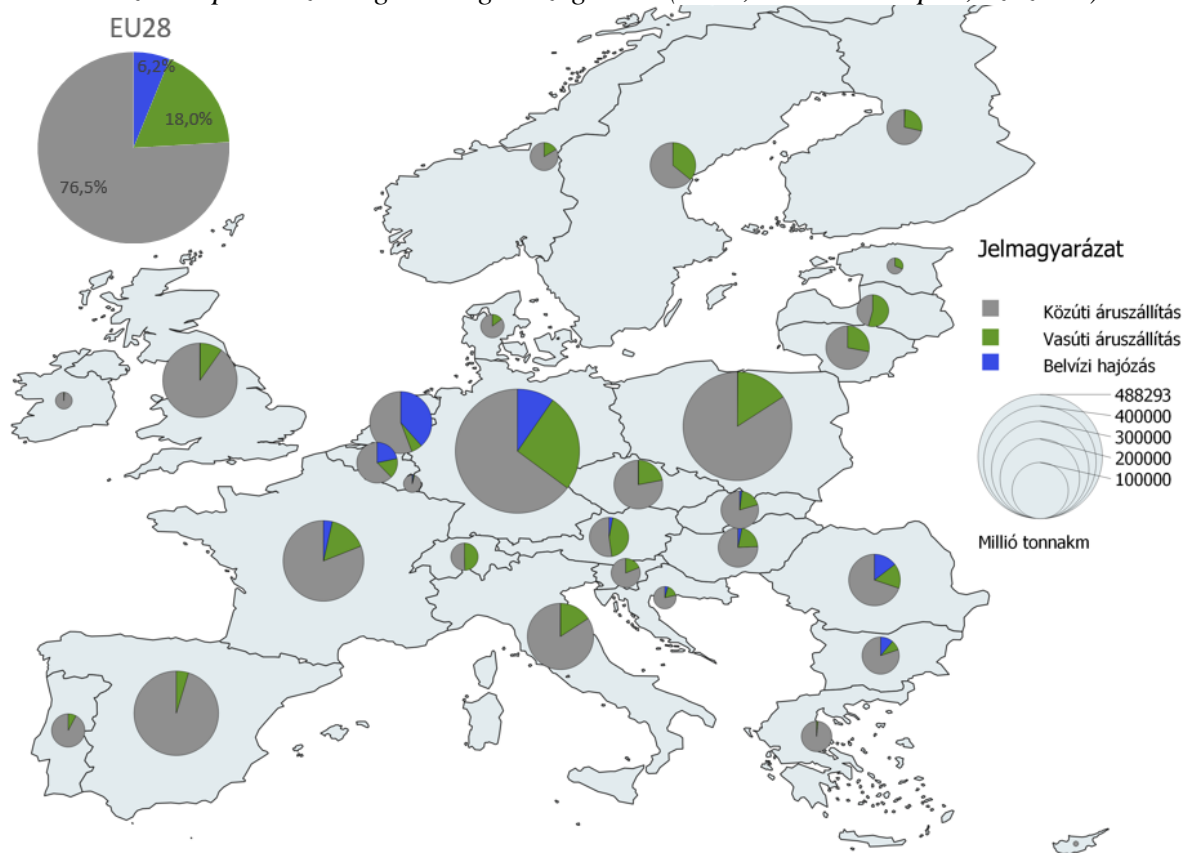 EU28
6,2%
18,0%
76,5%
Jelmagyarázat
Közúti áruszállítás
Vasúti áruszállítás
Belvízi hajózás
488293
400000
300000
200000
100000
Millió tonnakm